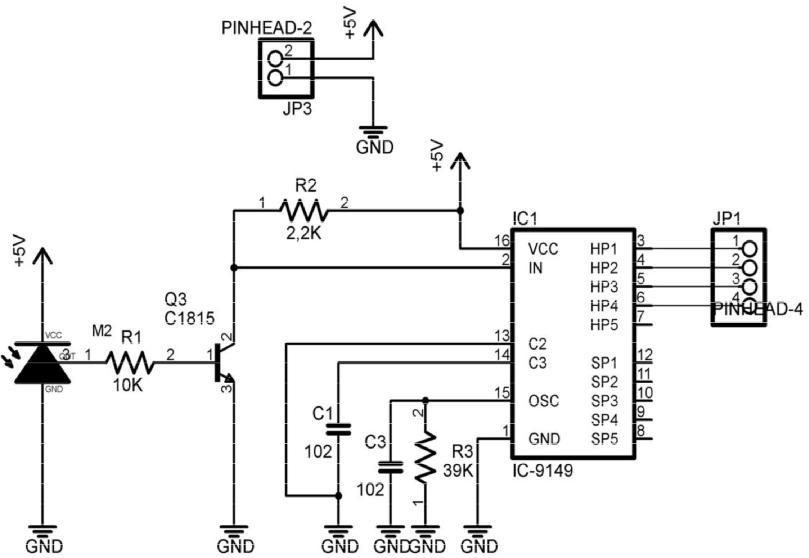 PINHEAD-2
+5V
2
1
JP3
GND
+5V
R2
1
2
2,2K
IC1
JP1
16
VCC
HP1
3
1
2
IN
HP2
4
2
HP3
5
3
HP4
6
4
PINHEAD-4
HP5
7
+5V
Q3
C1815
VCC
M2
R1
OUT
3
1
2
1
2
3
10K
GND
13
C2
14
C3
SP1
12
SP2
11
15
OSC
SP3
10
SP4
9
1
GND
SP5
8
IC-9149
C1
102
C3
102
2
R3
39K
1
GND
GND
GND
GND
GND
GND